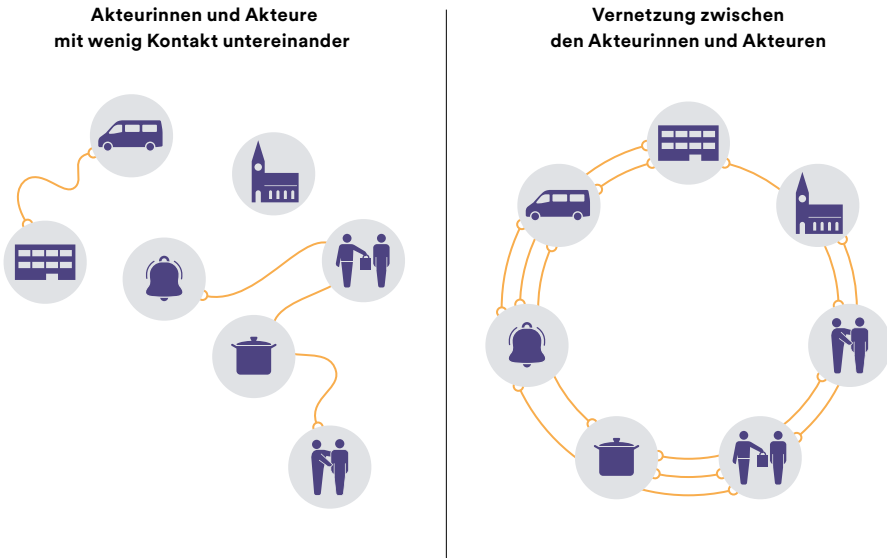 Akteurinnen und Akteure
mit wenig Kontakt untereinander
Vernetzung zwischen
den Akteurinnen und Akteuren